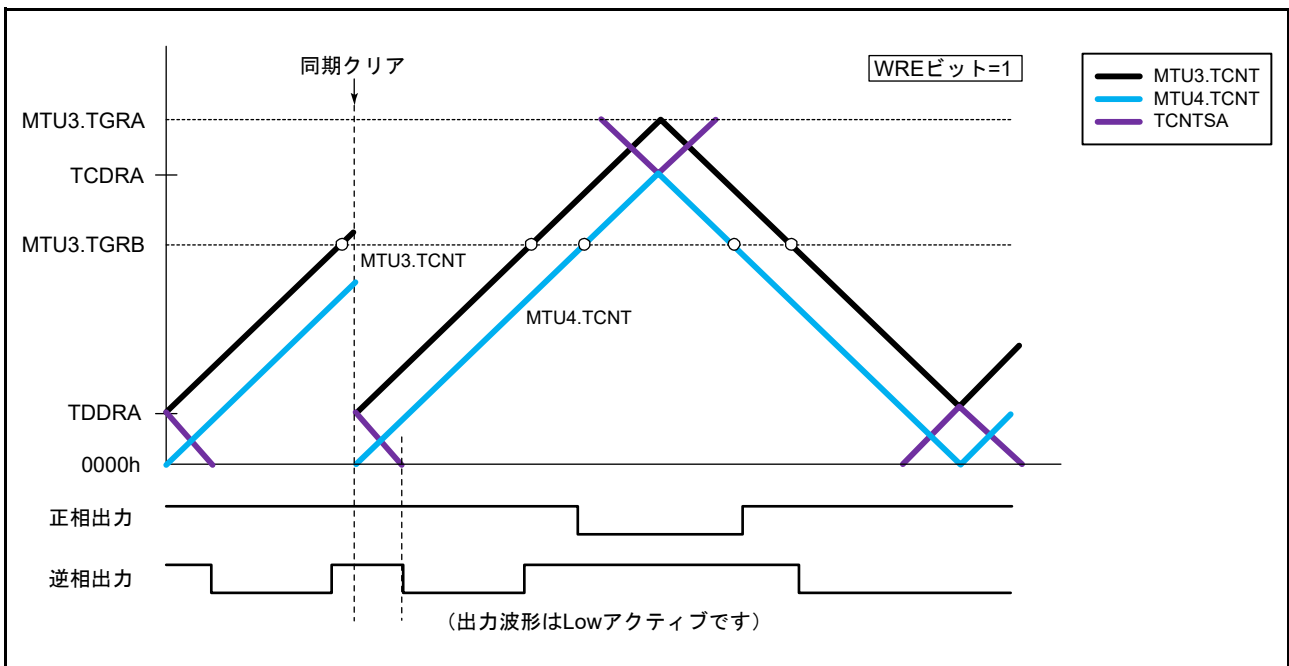 同期クリア
WREビット=1
MTU3.TCNT
MTU4.TCNT
TCNTSA
MTU3.TGRA
TCDRA
MTU3.TGRB
MTU3.TCNT
MTU4.TCNT
TDDRA
0000h
正相出力
逆相出力
（出力波形はLowアクティブです）